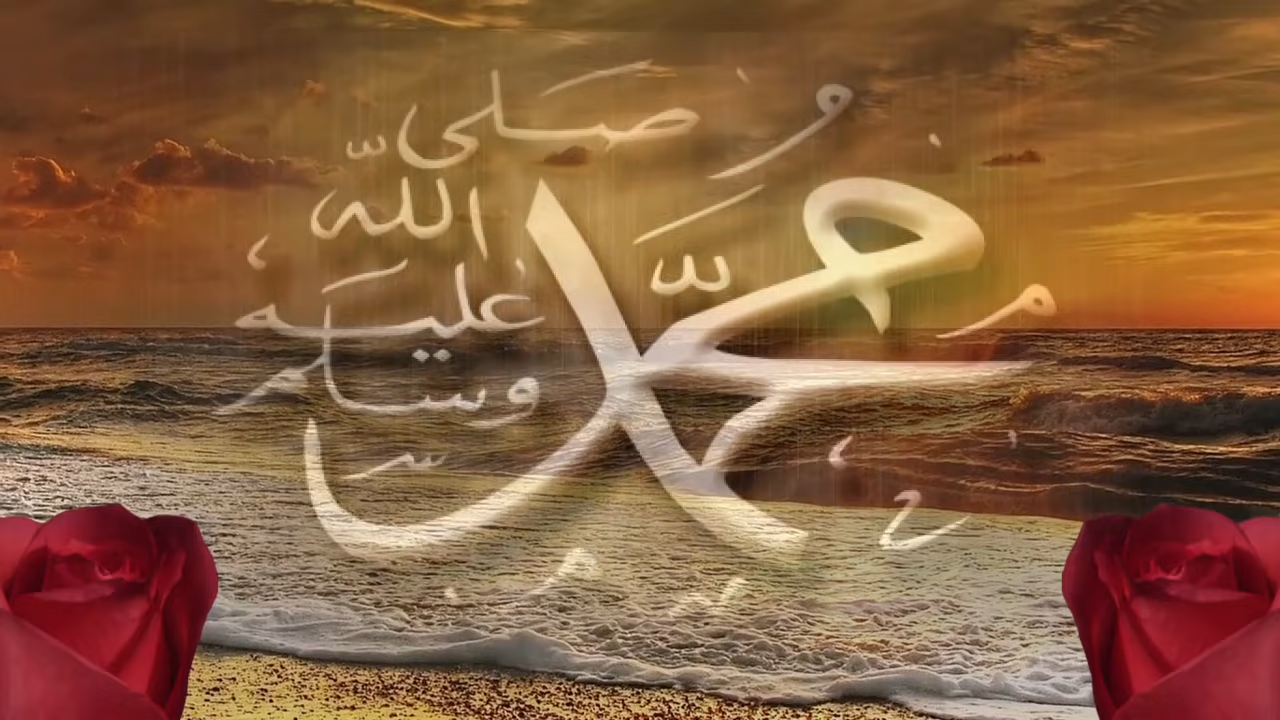 محمد
صلى
الله
عليه
وسلم